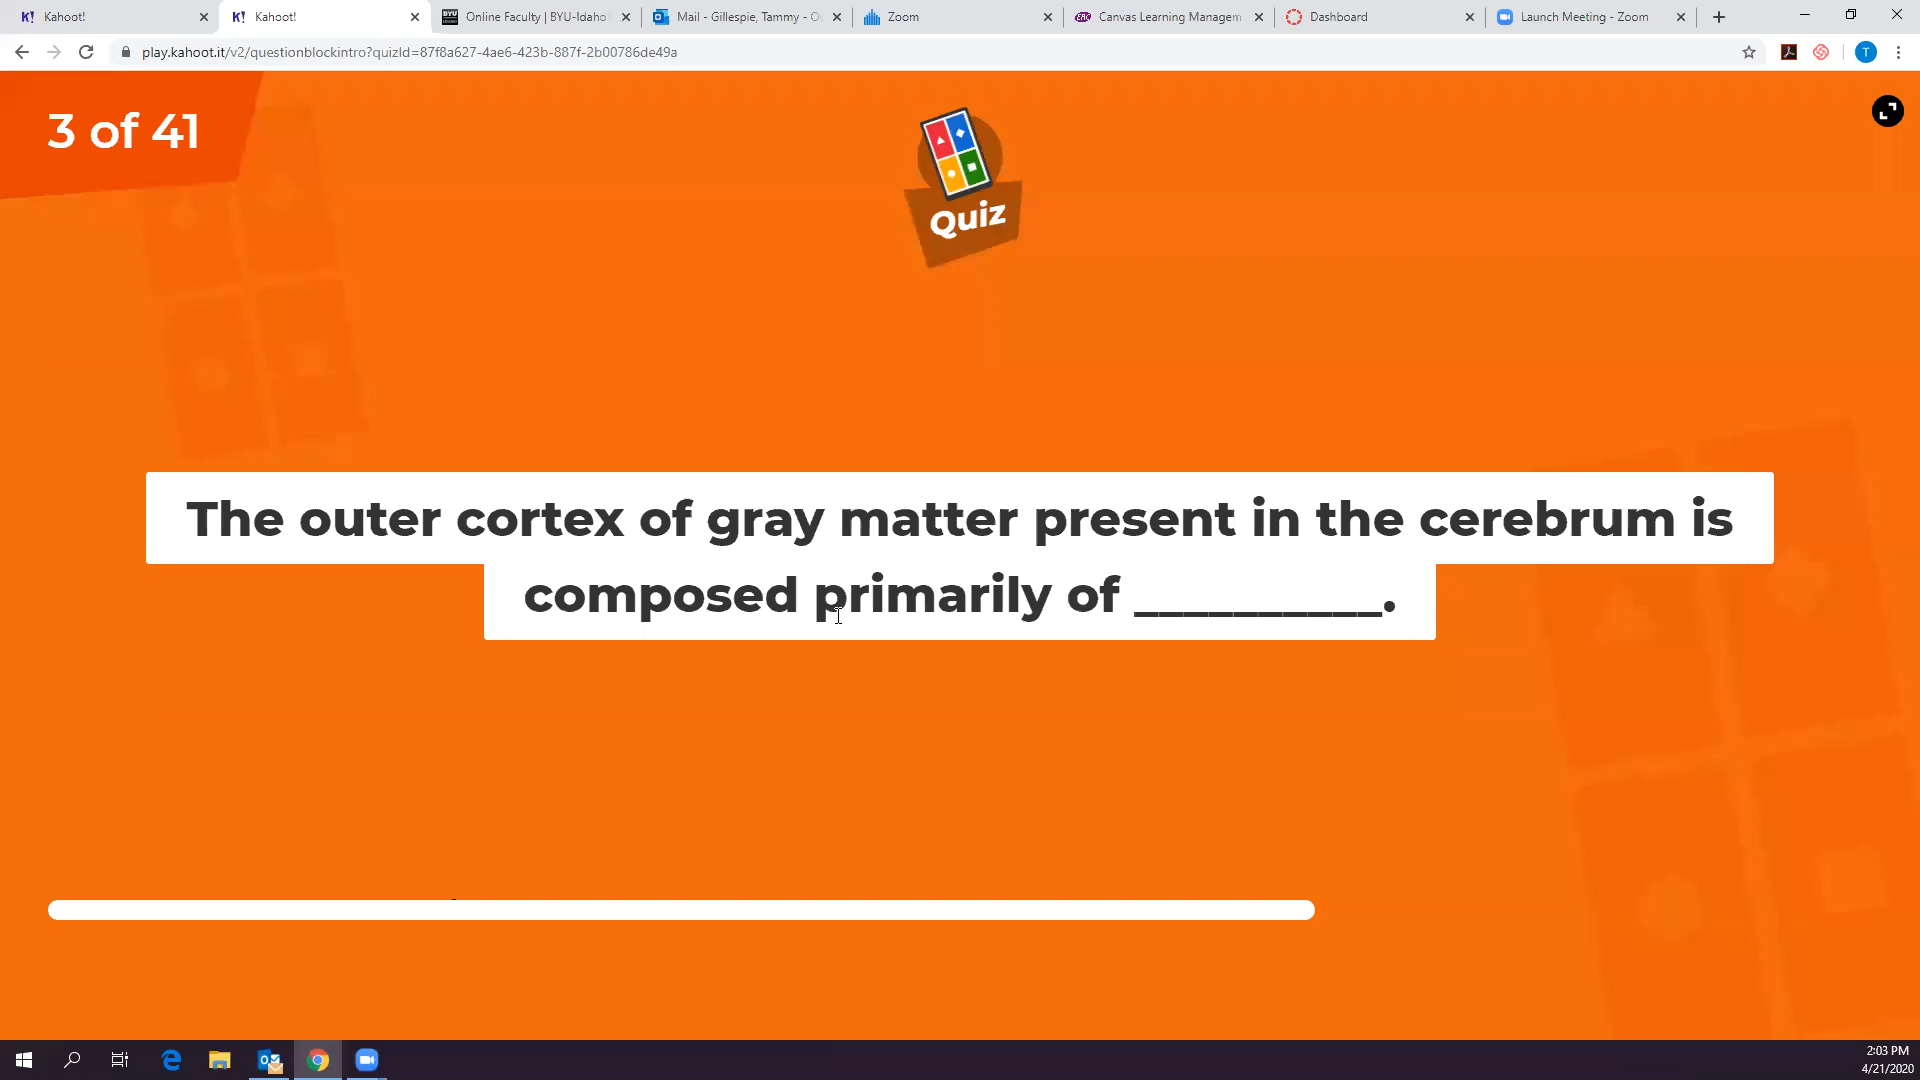 Kahoot!
Kahoot!
Online Faculty | BYU-Idaho
Mail - Gillespie, Tammy - Ou
Zoom
Canvas Learning Managem
Dashboard
Launch Meeting - Zoom
play.kahoot.it/v2/questionblockintro?quizId=87f8a627-4ae6-423b-887f-2b00786de49a
T
3 of 41
Quiz
The outer cortex of gray matter present in the cerebrum is
composed primarily of __________.
2:03 PM
4/21/2020